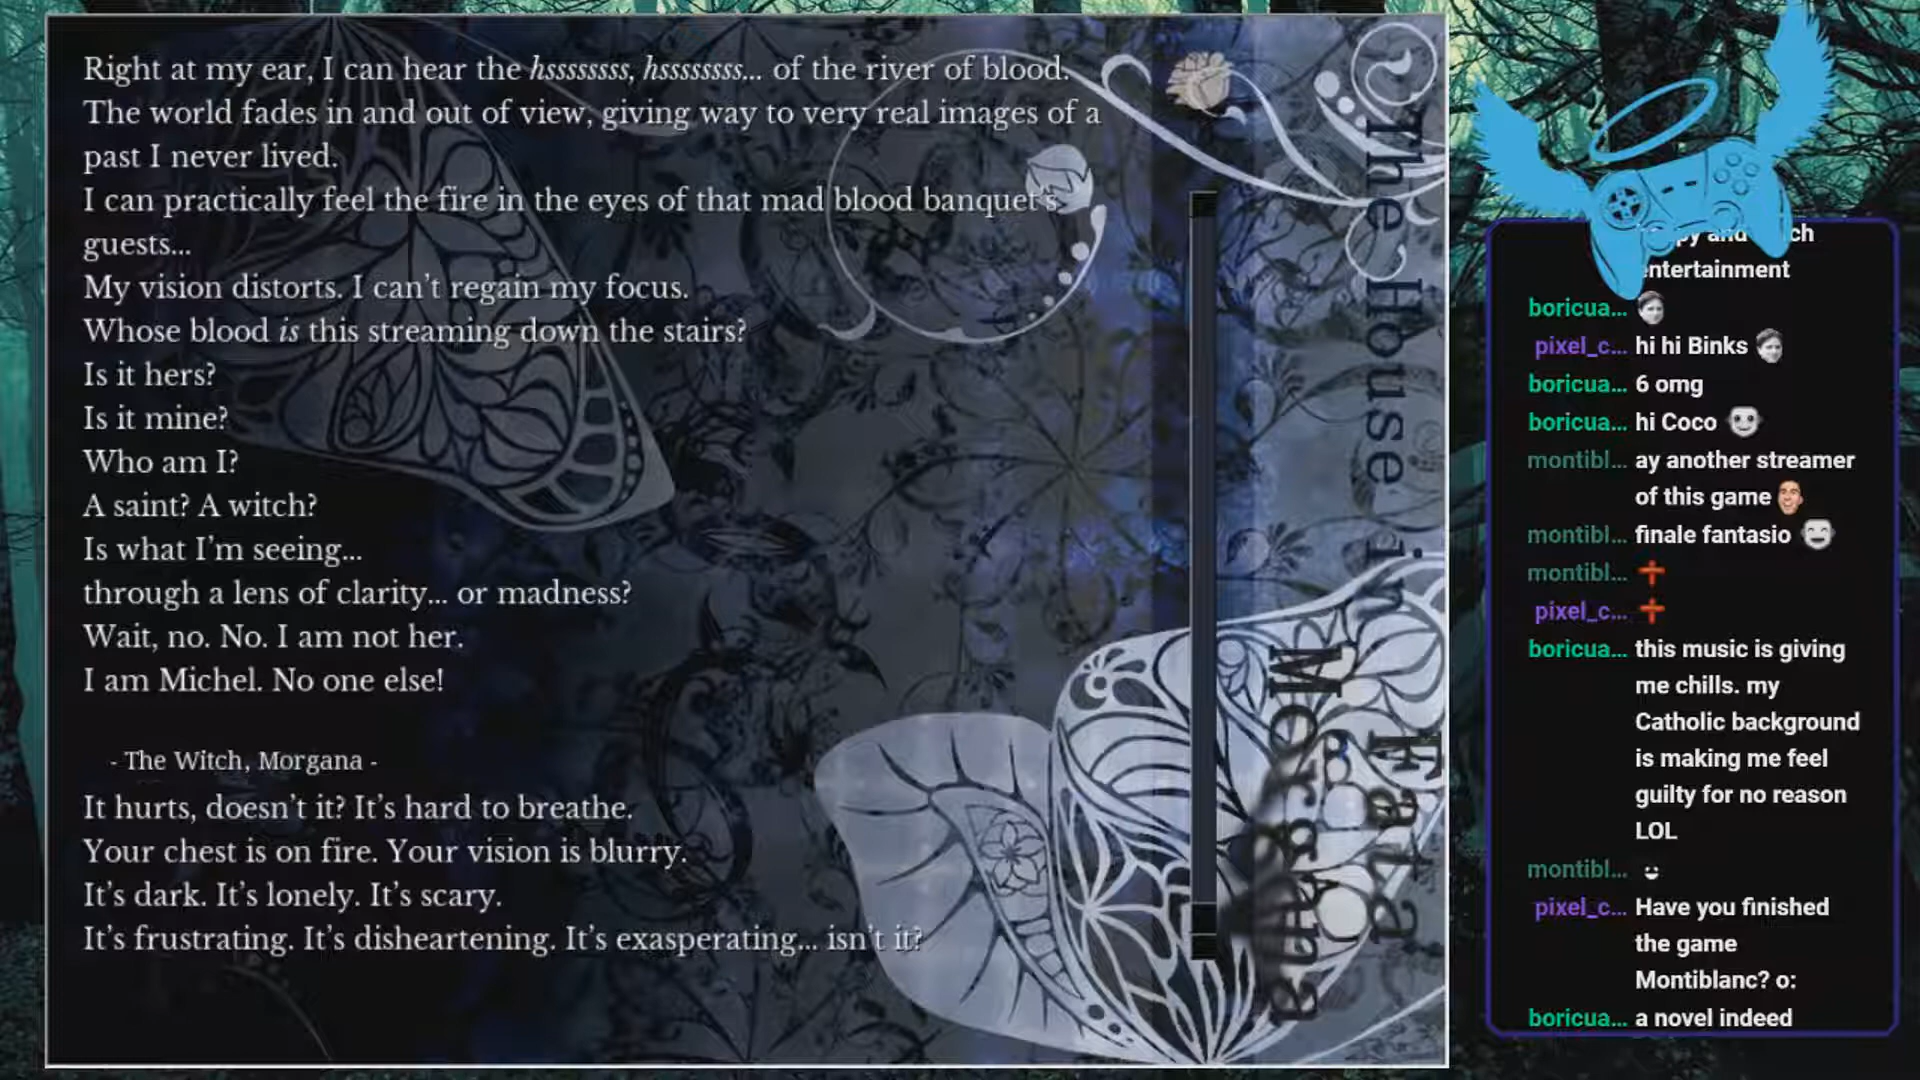 Right at my ear, I can hear the hsssssssss, hsssssssss... of the river of blood.
The world fades in and out of view, giving way to very real images of a
past I never lived.
I can practically feel the fire in the eyes of that mad blood banquet's
guests...
My vision distorts. I can't regain my focus.
Whose blood is this streaming down the stairs?
Is it hers?
Is it mine?
Who am I?
A saint? A witch?
Is what I'm seeing...
through a lens of clarity... or madness?
Wait, no. No. I am not her.
I am Michel. No one else!
- The Witch, Morgana -
It hurts, doesn't it? It's hard to breathe.
Your chest is on fire. Your vision is blurry.
It's dark. It's lonely. It's scary.
It's frustrating. It's disheartening. It's exasperating... isn't it?
The House in
Fata
Morgana
and
entertainment
boricua...
pixel_c... hi hi Binks
boricua... 6 omg
boricua... hi Coco
montibl... ay another streamer
of this game
montibl... finale fantasio
montibl...
pixel_c...
boricua... this music is giving
me chills. my
Catholic background
is making me feel
guilty for no reason
LOL
montibl...
pixel_c... Have you finished
the game
Montiblanc? o:
boricua... a novel indeed